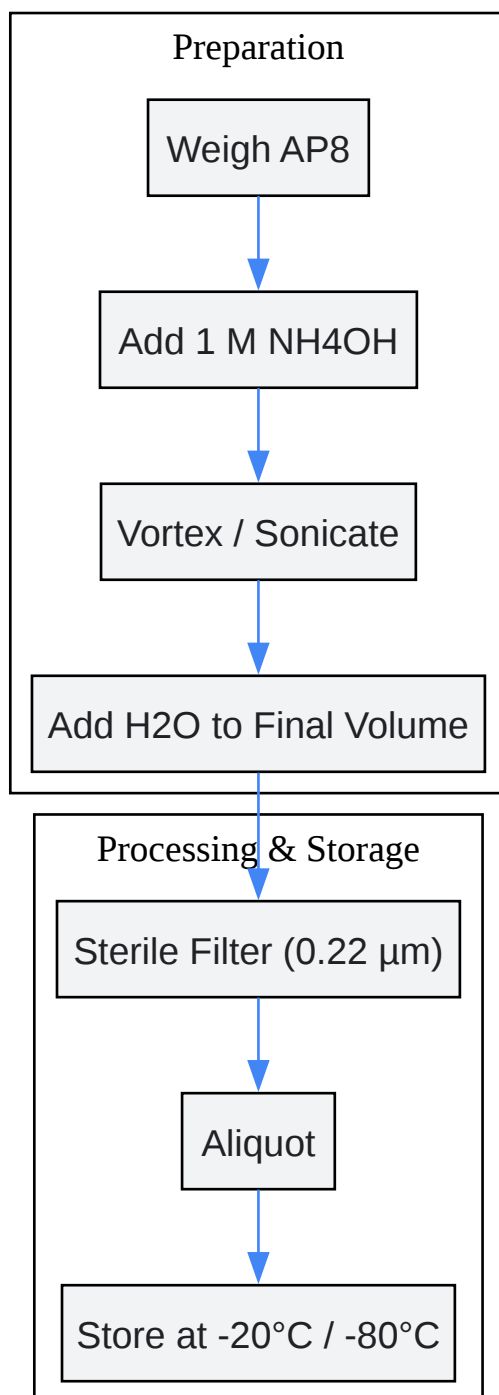 Preparation
Weigh AP8
Add 1 M NH4OH
Vortex / Sonicate
Add H2O to Final Volume
Processing & Storage
Sterile Filter (0.22 µm)
Aliquot
Store at -20°C / -80°C